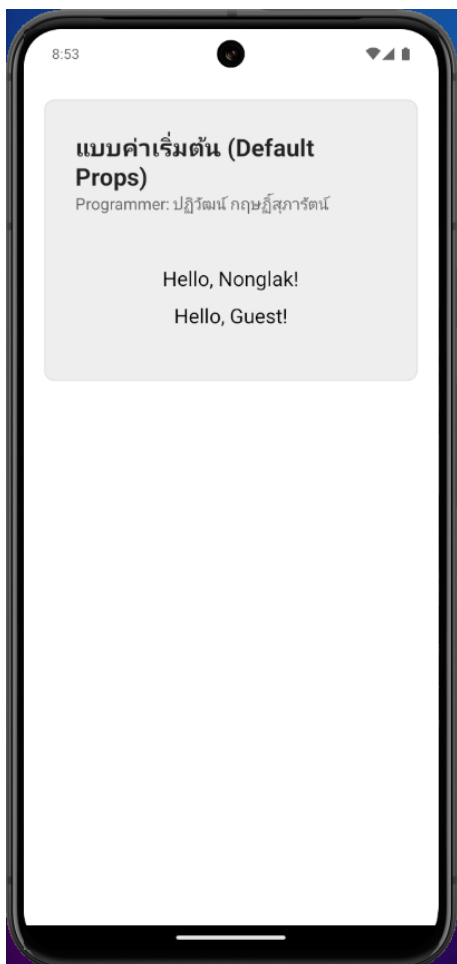 8:53
แบบค่าเริ่มต้น (Default
Props)
Programmer: ปฏิวัฒน์ กฤษฏิ์สุภารัตน์
Hello, Nonglak!
Hello, Guest!